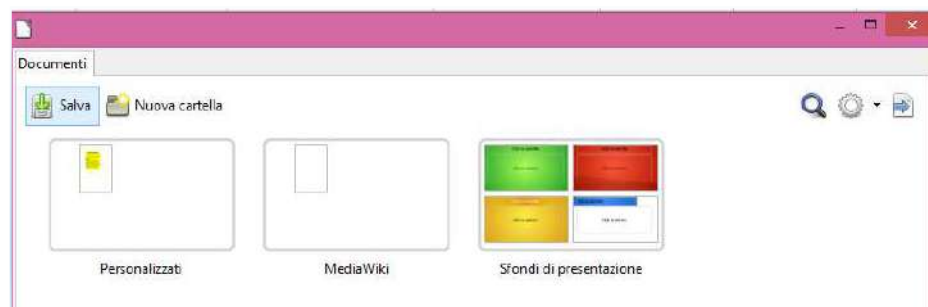 Documenti
Salva Nuova cartella
Personalizzati MediaWiki Sfondi di presentazione